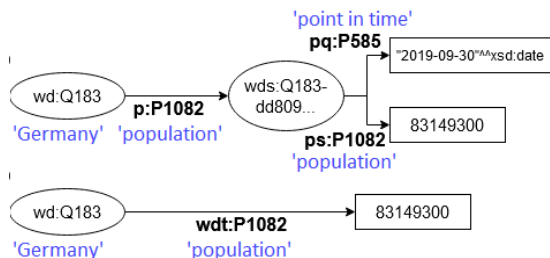 'point in time'
pq:P585
"2019-09-30"^^xsd:date
wd:Q183
p:P1082
wds:Q183-
dd809...
'Germany' 'population'
ps:P1082
83149300
'population'
wd:Q183
wdt:P1082
83149300
'Germany'
'population'